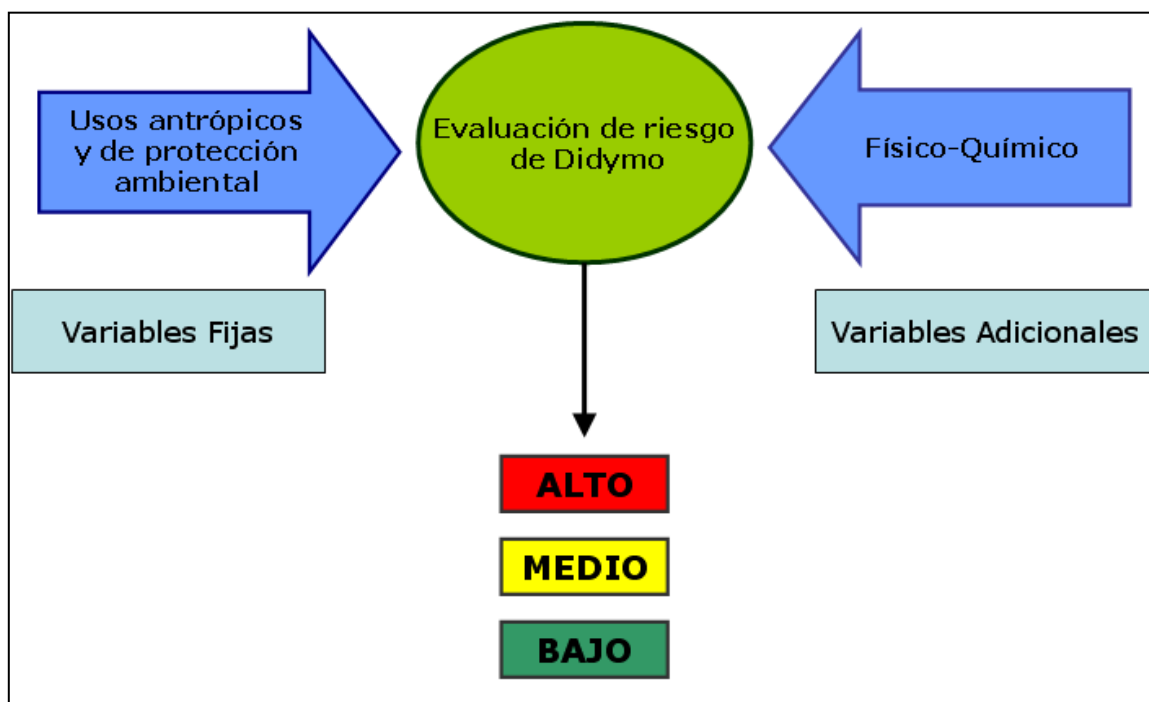 Usos antrópicos
y de protección
ambiental
Evaluación de riesgo
de Didymo
Físico-Químico
Variables Fijas
Variables Adicionales
ALTO
MEDIO
BAJO